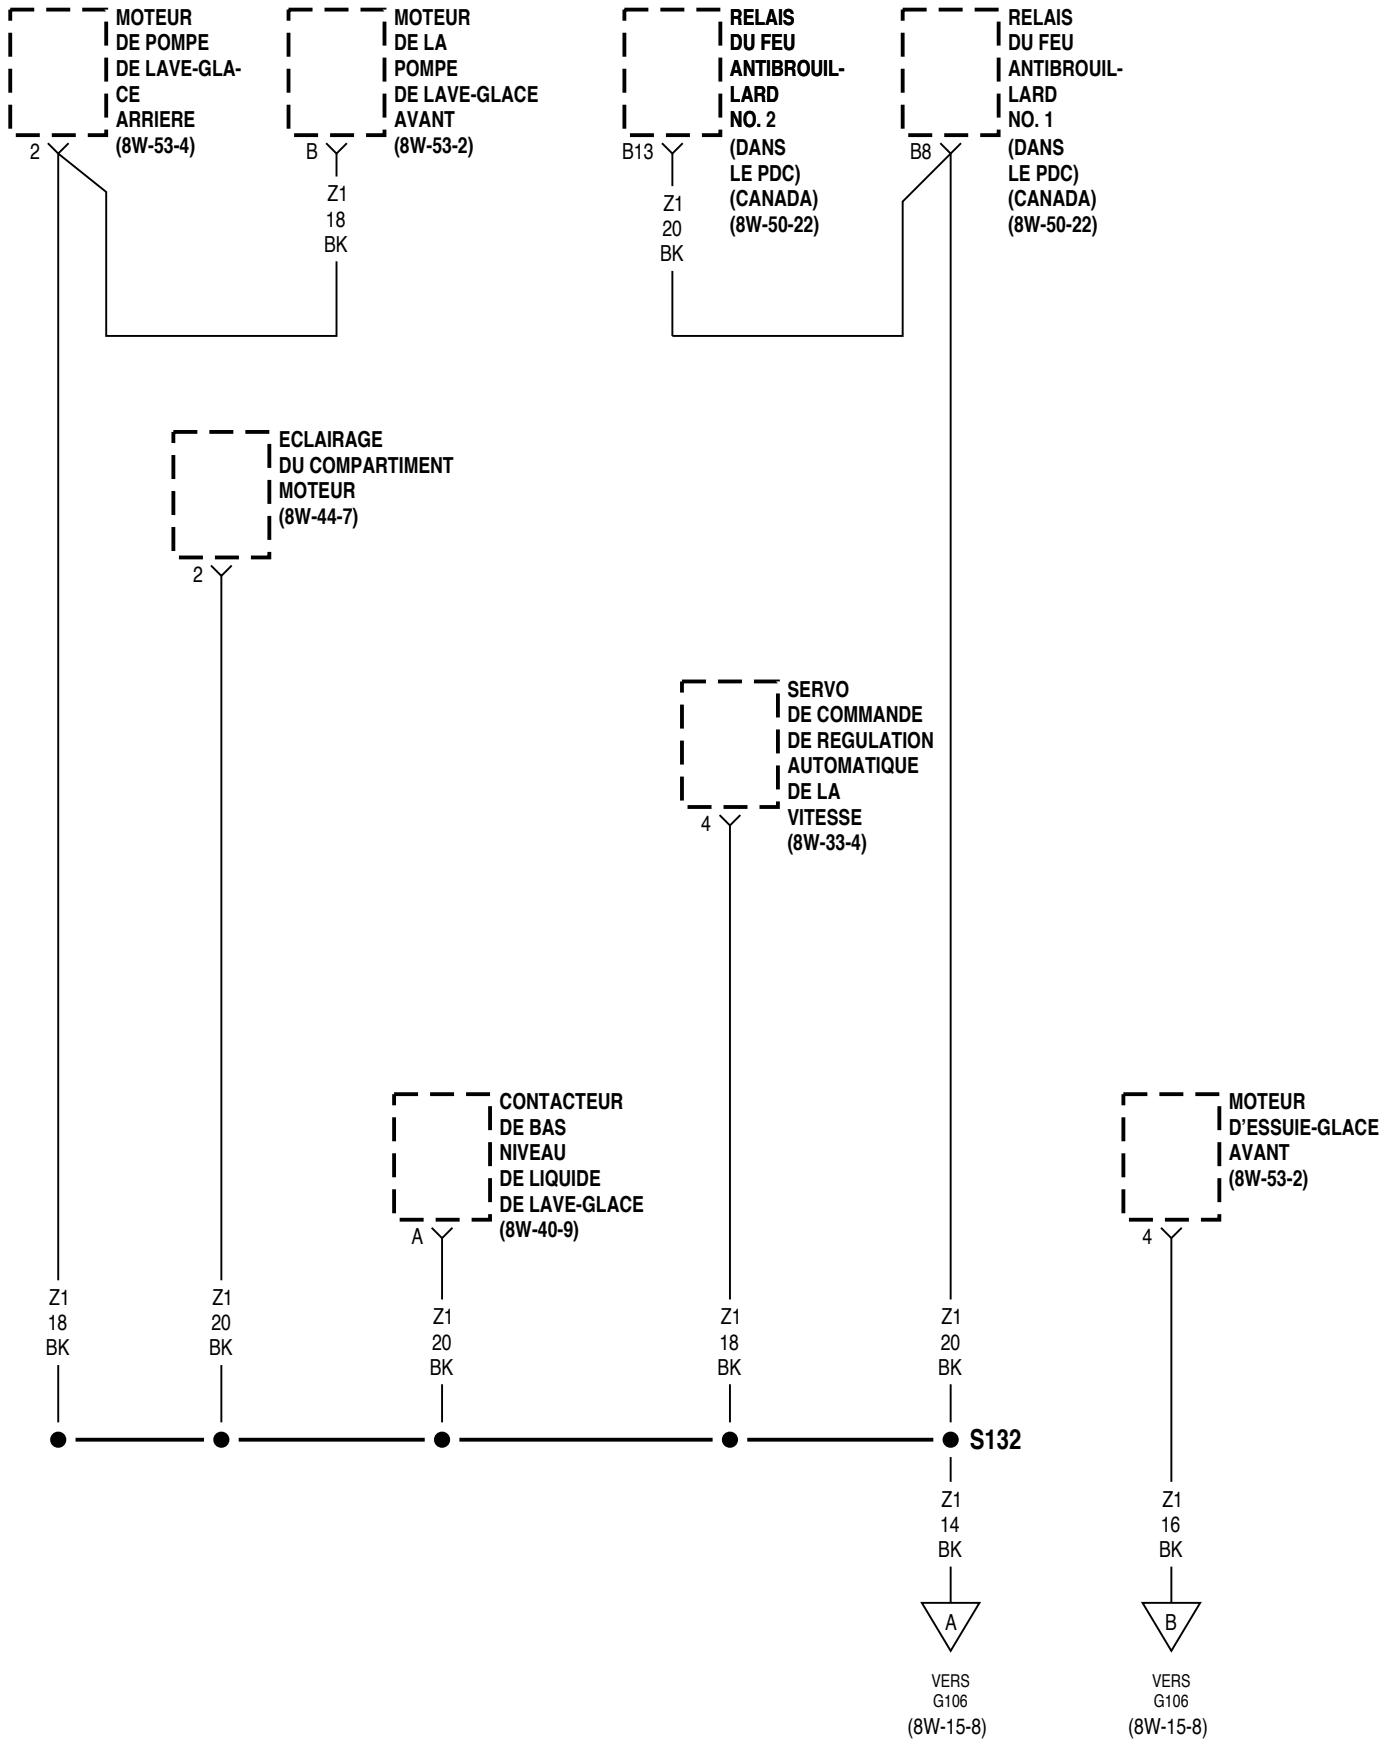 MOTEUR
DE POMPE
DE LAVE-GLA-
CE
ARRIERE
(8W-53-4)
2
MOTEUR
DE LA
POMPE
DE LAVE-GLACE
AVANT
(8W-53-2)
B
Z1
18
BK
RELAIS
DU FEU
ANTIBROUIL-
LARD
NO. 2
(DANS
LE PDC)
(CANADA)
(8W-50-22)
B13
Z1
20
BK
RELAIS
DU FEU
ANTIBROUIL-
LARD
NO. 1
(DANS
LE PDC)
(CANADA)
(8W-50-22)
B8
ECLAIRAGE
DU COMPARTIMENT
MOTEUR
(8W-44-7)
2
SERVO
DE COMMANDE
DE REGULATION
AUTOMATIQUE
DE LA
VITESSE
(8W-33-4)
4
CONTACTEUR
DE BAS
NIVEAU
DE LIQUIDE
DE LAVE-GLACE
(8W-40-9)
A
MOTEUR
D'ESSUIE-GLACE
AVANT
(8W-53-2)
4
Z1
18
BK
Z1
20
BK
Z1
20
BK
Z1
18
BK
Z1
20
BK
S132
Z1
14
BK
A
VERS
G106
(8W-15-8)
Z1
16
BK
B
VERS
G106
(8W-15-8)